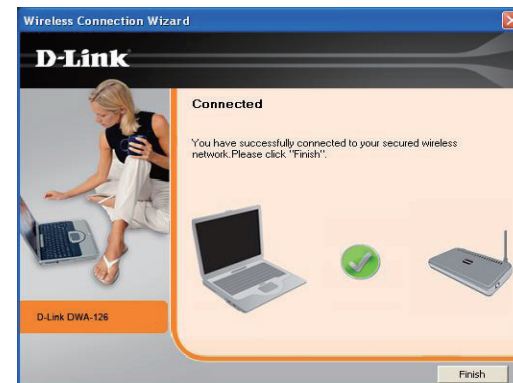 Wireless Connection Wizard
D-Link
Connected
You have successfully connected to your secured wireless
network.Please click "Finish".
D-Link DWA-126
Finish